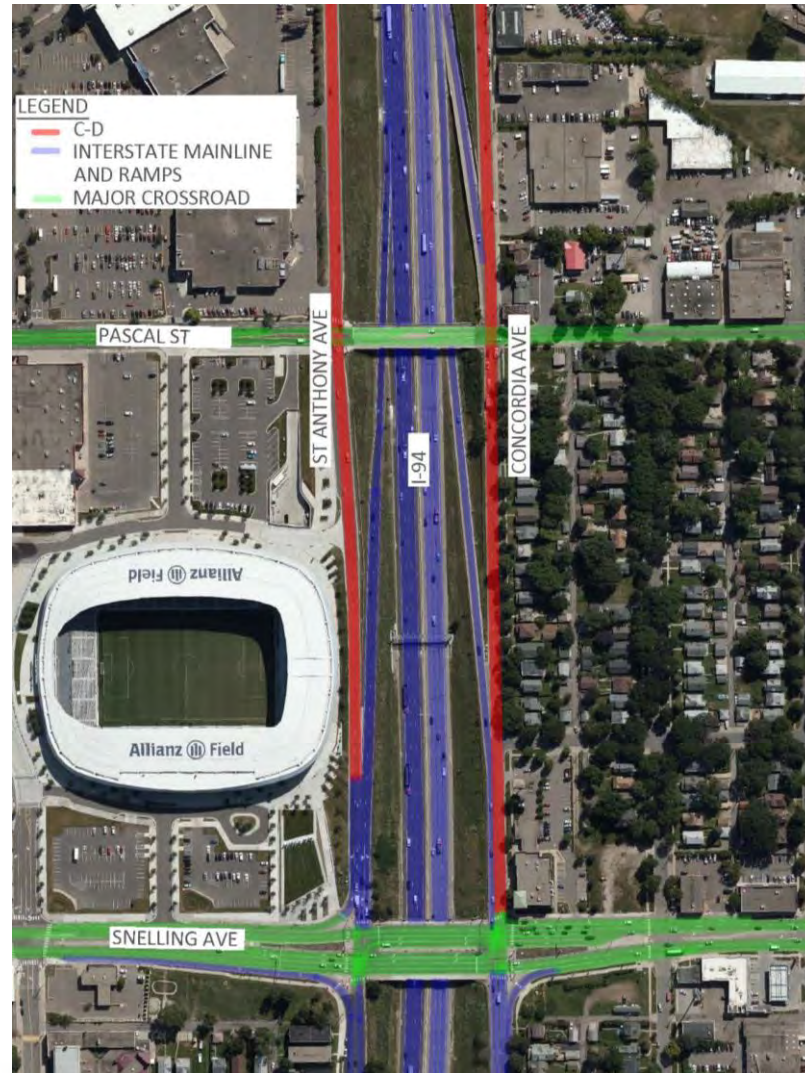 LEGEND
C-D
INTERSTATE MAINLINE
AND RAMPS
MAJOR CROSSROAD
PASCAL ST
ST ANTHONY AVE
I-94
CONCORDIA AVE
Allianz Field
Allianz Field
SNELLING AVE